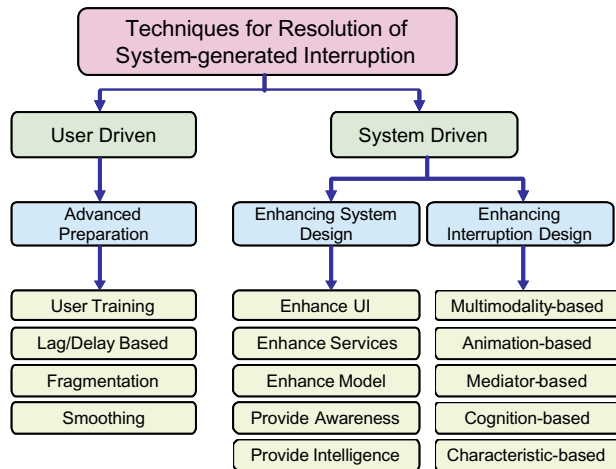 Techniques for Resolution of
System-generated Interruption
User Driven
System Driven
Advanced
Preparation
Enhancing System
Design
Enhancing
Interruption Design
User Training
Lag/Delay Based
Fragmentation
Smoothing
Enhance UI
Enhance Services
Enhance Model
Provide Awareness
Provide Intelligence
Multimodality-based
Animation-based
Mediator-based
Cognition-based
Characteristic-based